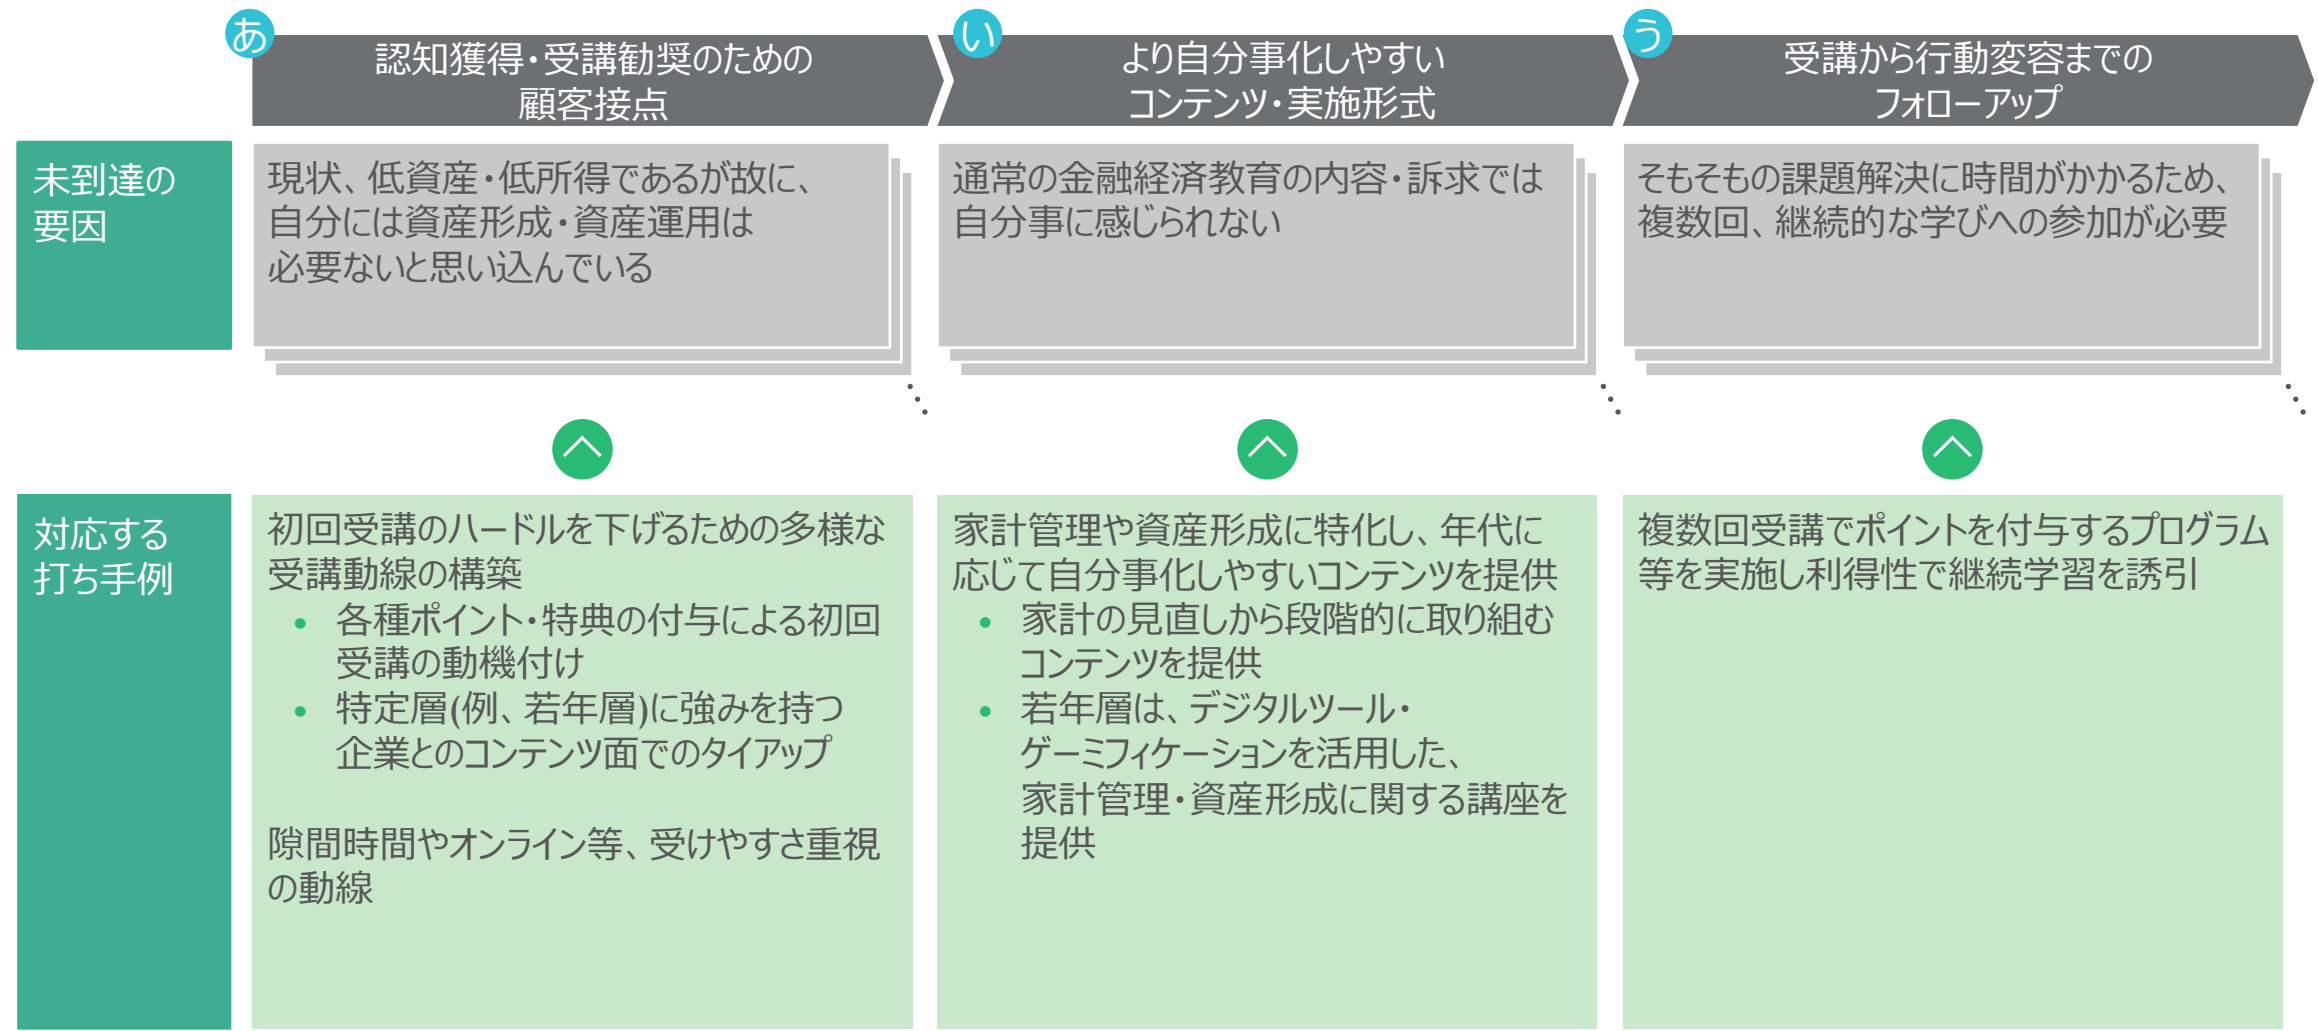 あ
認知獲得・受講勧奨のための
顧客接点
い
より自分事化しやすい
コンテンツ・実施形式
う
受講から行動変容までの
フォローアップ
未到達の
要因
現状、低資産・低所得であるが故に、
自分には資産形成・資産運用は
必要ないと思い込んでいる
通常の金融経済教育の内容・訴求では
自分事に感じられない
そもそもの課題解決に時間がかかるため、
複数回、継続的な学びへの参加が必要
対応する
打ち手例
初回受講のハードルを下げるための多様な
受講動線の構築
• 各種ポイント・特典の付与による初回
受講の動機付け
• 特定層(例、若年層)に強みを持つ
企業とのコンテンツ面でのタイアップ
隙間時間やオンライン等、受けやすさ重視
の動線
家計管理や資産形成に特化し、年代に
応じて自分事化しやすいコンテンツを提供
• 家計の見直しから段階的に取り組む
コンテンツを提供
• 若年層は、デジタルツール・
ゲーミフィケーションを活用した、
家計管理・資産形成に関する講座を
提供
複数回受講でポイントを付与するプログラム
等を実施し利得性で継続学習を誘引